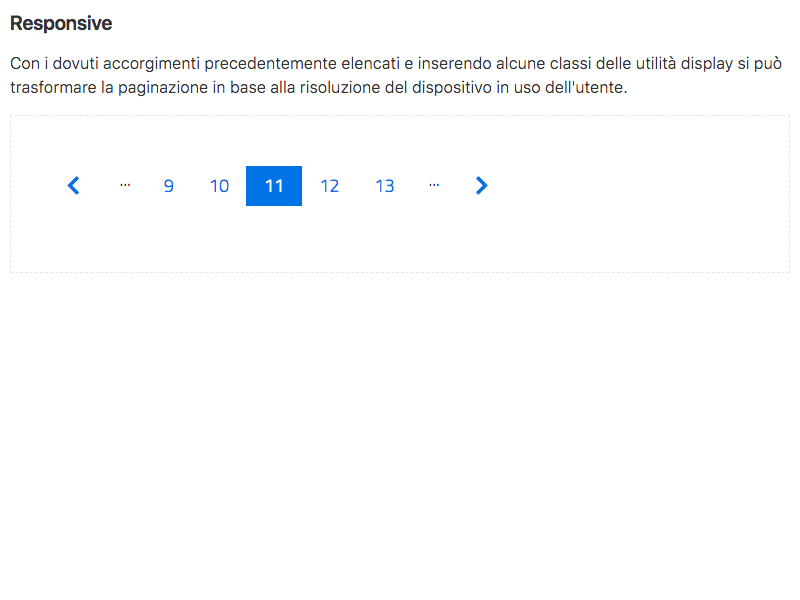 Responsive
Con i dovuti accorgimenti precedentemente elencati e inserendo alcune classi delle utilità display si può
trasformare la paginazione in base alla risoluzione del dispositivo in uso dell'utente.
... 9 10 11 12 13 ...